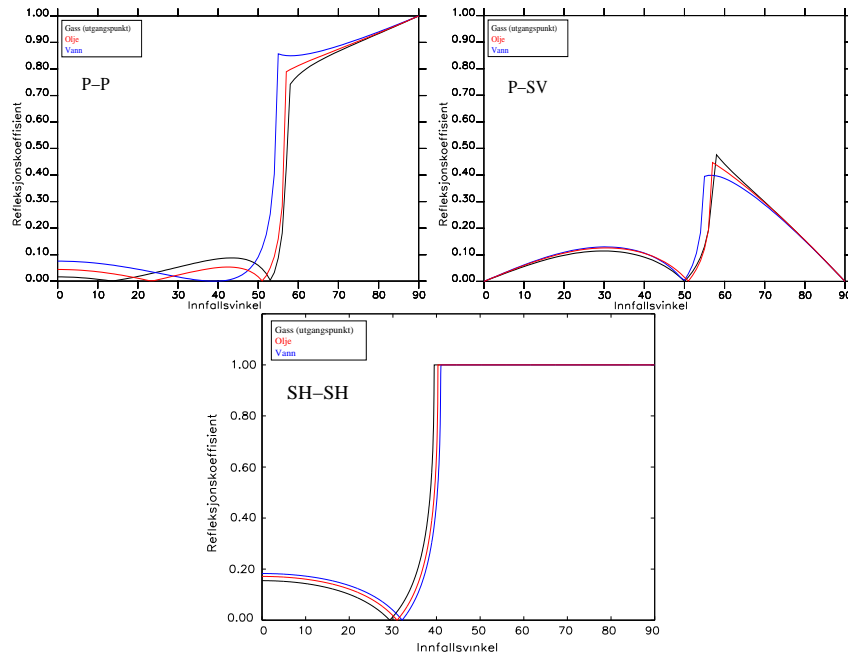 1.00
0.90
0.80
0.70
0.60
0.50
0.40
0.30
0.20
0.10
0.00
Refleksjonskoeffisient
Gass (utgangspunkt)
Olje
Vann
P–P
0 10 20 30 40 50 60 70 80 90
Innfallsvinkel
1.00
0.90
0.80
0.70
0.60
0.50
0.40
0.30
0.20
0.10
0.00
Refleksjonskoeffisient
Gass (utgangspunkt)
Olje
Vann
P–SV
0 10 20 30 40 50 60 70 80 90
Innfallsvinkel
1.00
0.80
0.60
0.40
0.20
0.00
Refleksjonskoeffisient
Gass (utgangspunkt)
Olje
Vann
SH–SH
0 10 20 30 40 50 60 70 80 90
Innfallsvinkel